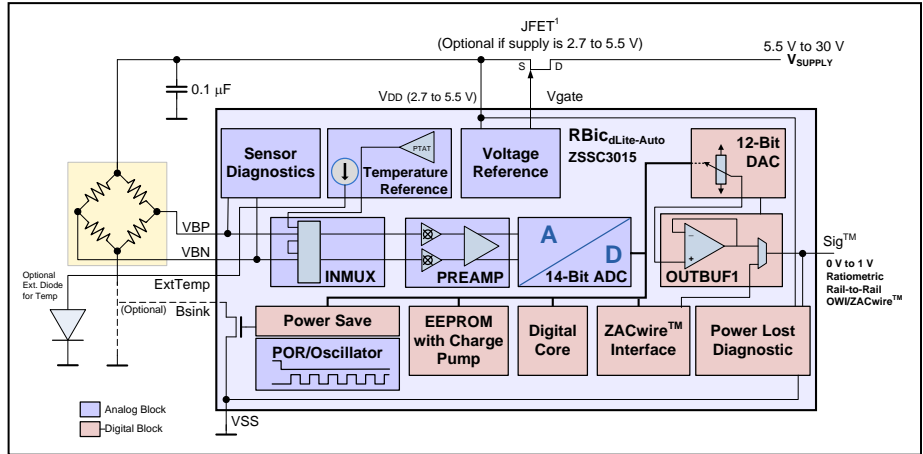 JFET1
(Optional if supply is 2.7 to 5.5 V)
5.5 V to 30 V
VSUPPLY
S D
0.1 µF
VDD (2.7 to 5.5 V)
Vgate
Sensor
Diagnostics
PTAT
Temperature
Reference
Voltage
Reference
RBicdLite-Auto
ZSSC3015
12-Bit
DAC
VBP
VBN
INMUX
PREAMP
A
D
14-Bit ADC
OUTBUF1
SigTM
0 V to 1 V
Ratiometric
Rail-to-Rail
OWI/ZACwireTM
Optional
Ext. Diode
for Temp
ExtTemp
(Optional)
Bsink
Power Save
POR/Oscillator
EEPROM
with Charge
Pump
Digital
Core
ZACwireTM
Interface
Power Lost
Diagnostic
Analog Block
Digital Block
VSS